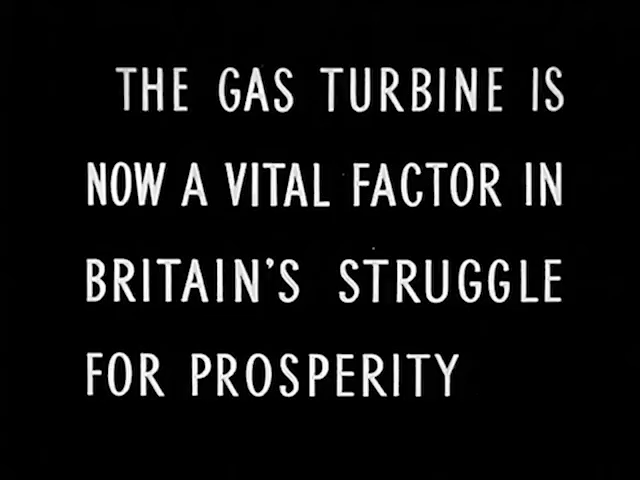 THE GAS TURBINE IS
NOW A VITAL FACTOR IN
BRITAIN'S STRUGGLE
FOR PROSPERITY